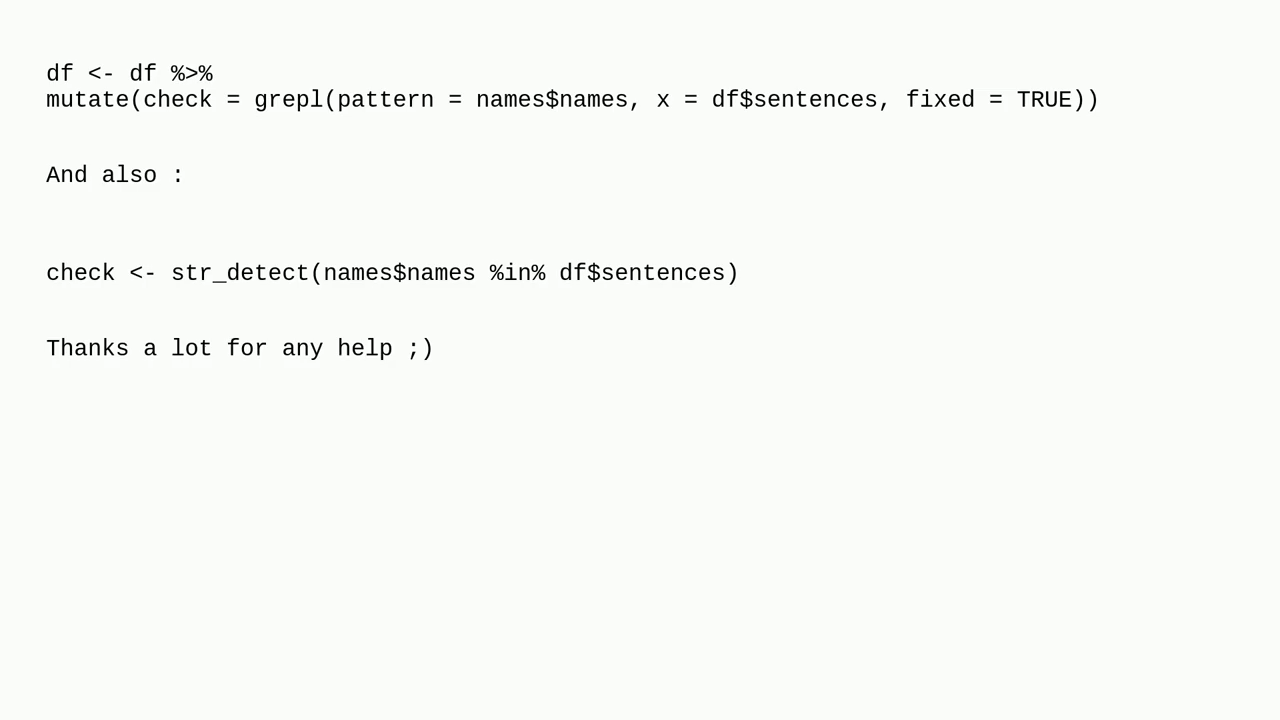 df <- df %>%
mutate(check = grepl(pattern = names$names, x = df$sentences, fixed = TRUE))
And also :
check <- str_detect(names$names %in% df$sentences)
Thanks a lot for any help ;)